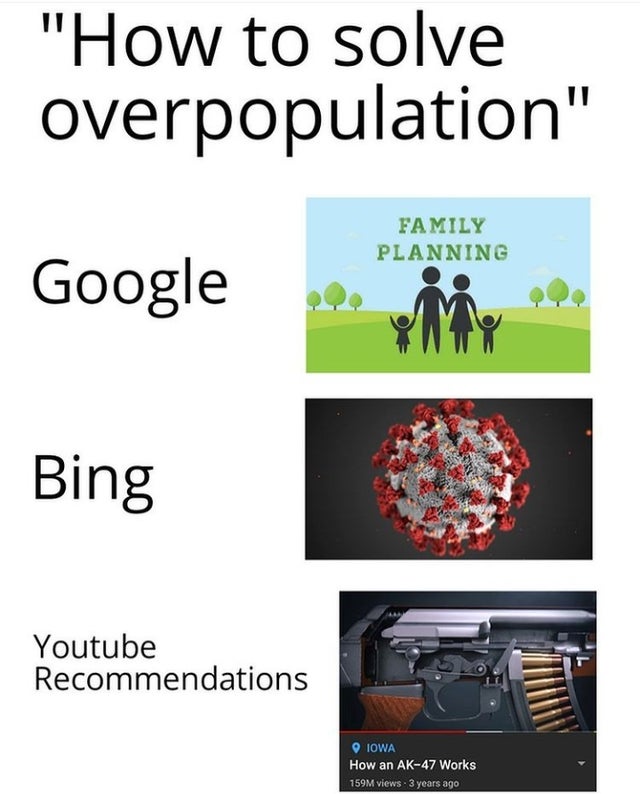 "How to solve
overpopulation"
FAMILY
PLANNING
Google
Bing
Youtube
Recommendations
IOWA
How an AK-47 Works
159M views · 3 years ago